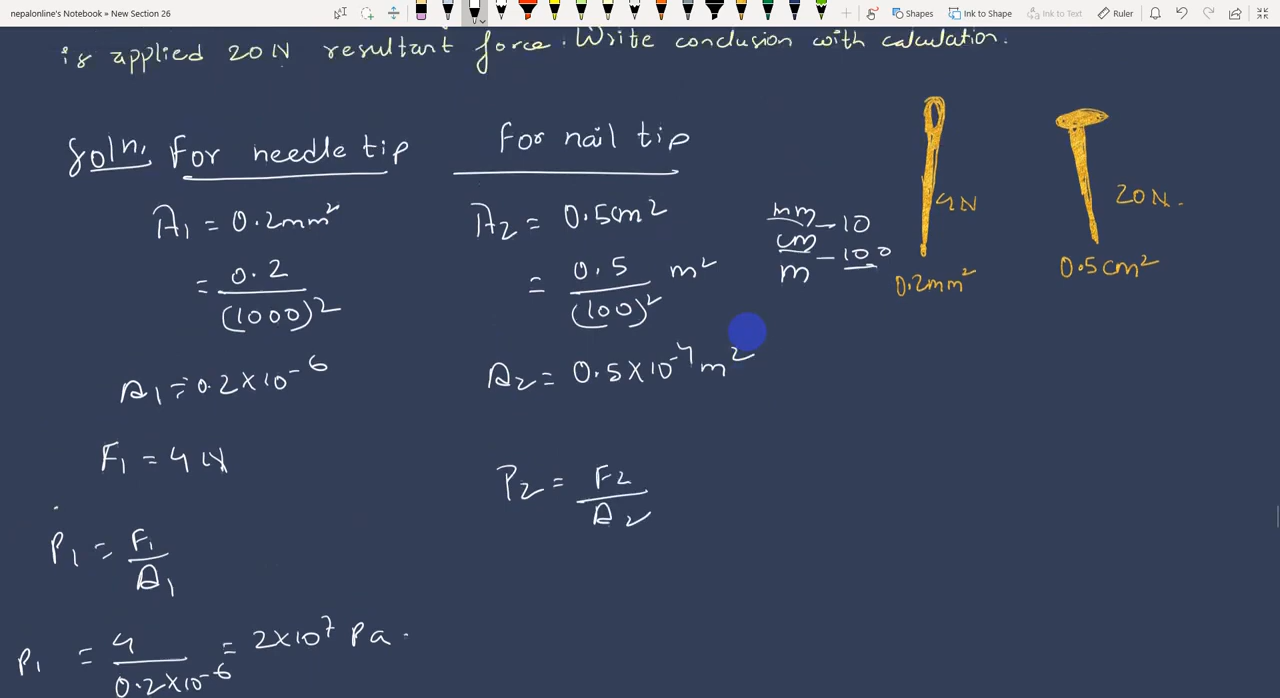 nepalonline's Notebook » New Section 26
Shapes Ink to Shape Ink to Text Ruler
is applied 20 N resultant force. Write conclusion with calculation.
Soln, For needle tip
A₁ = 0.2mm²
= 0.2/(1000)²
A₁ = 0.2×10⁻⁶
F₁ = 4 N
P₁ = F₁/A₁
P₁ = 4/0.2×10⁻⁶ = 2×10⁷ Pa.
For nail tip
A₂ = 0.5cm²
= 0.5/(100)² m²
A₂ = 0.5×10⁻⁴ m²
P₂ = F₂/A₂
mm – 10
cm – 100
m
4N
0.2mm²
20N.
0.5cm²